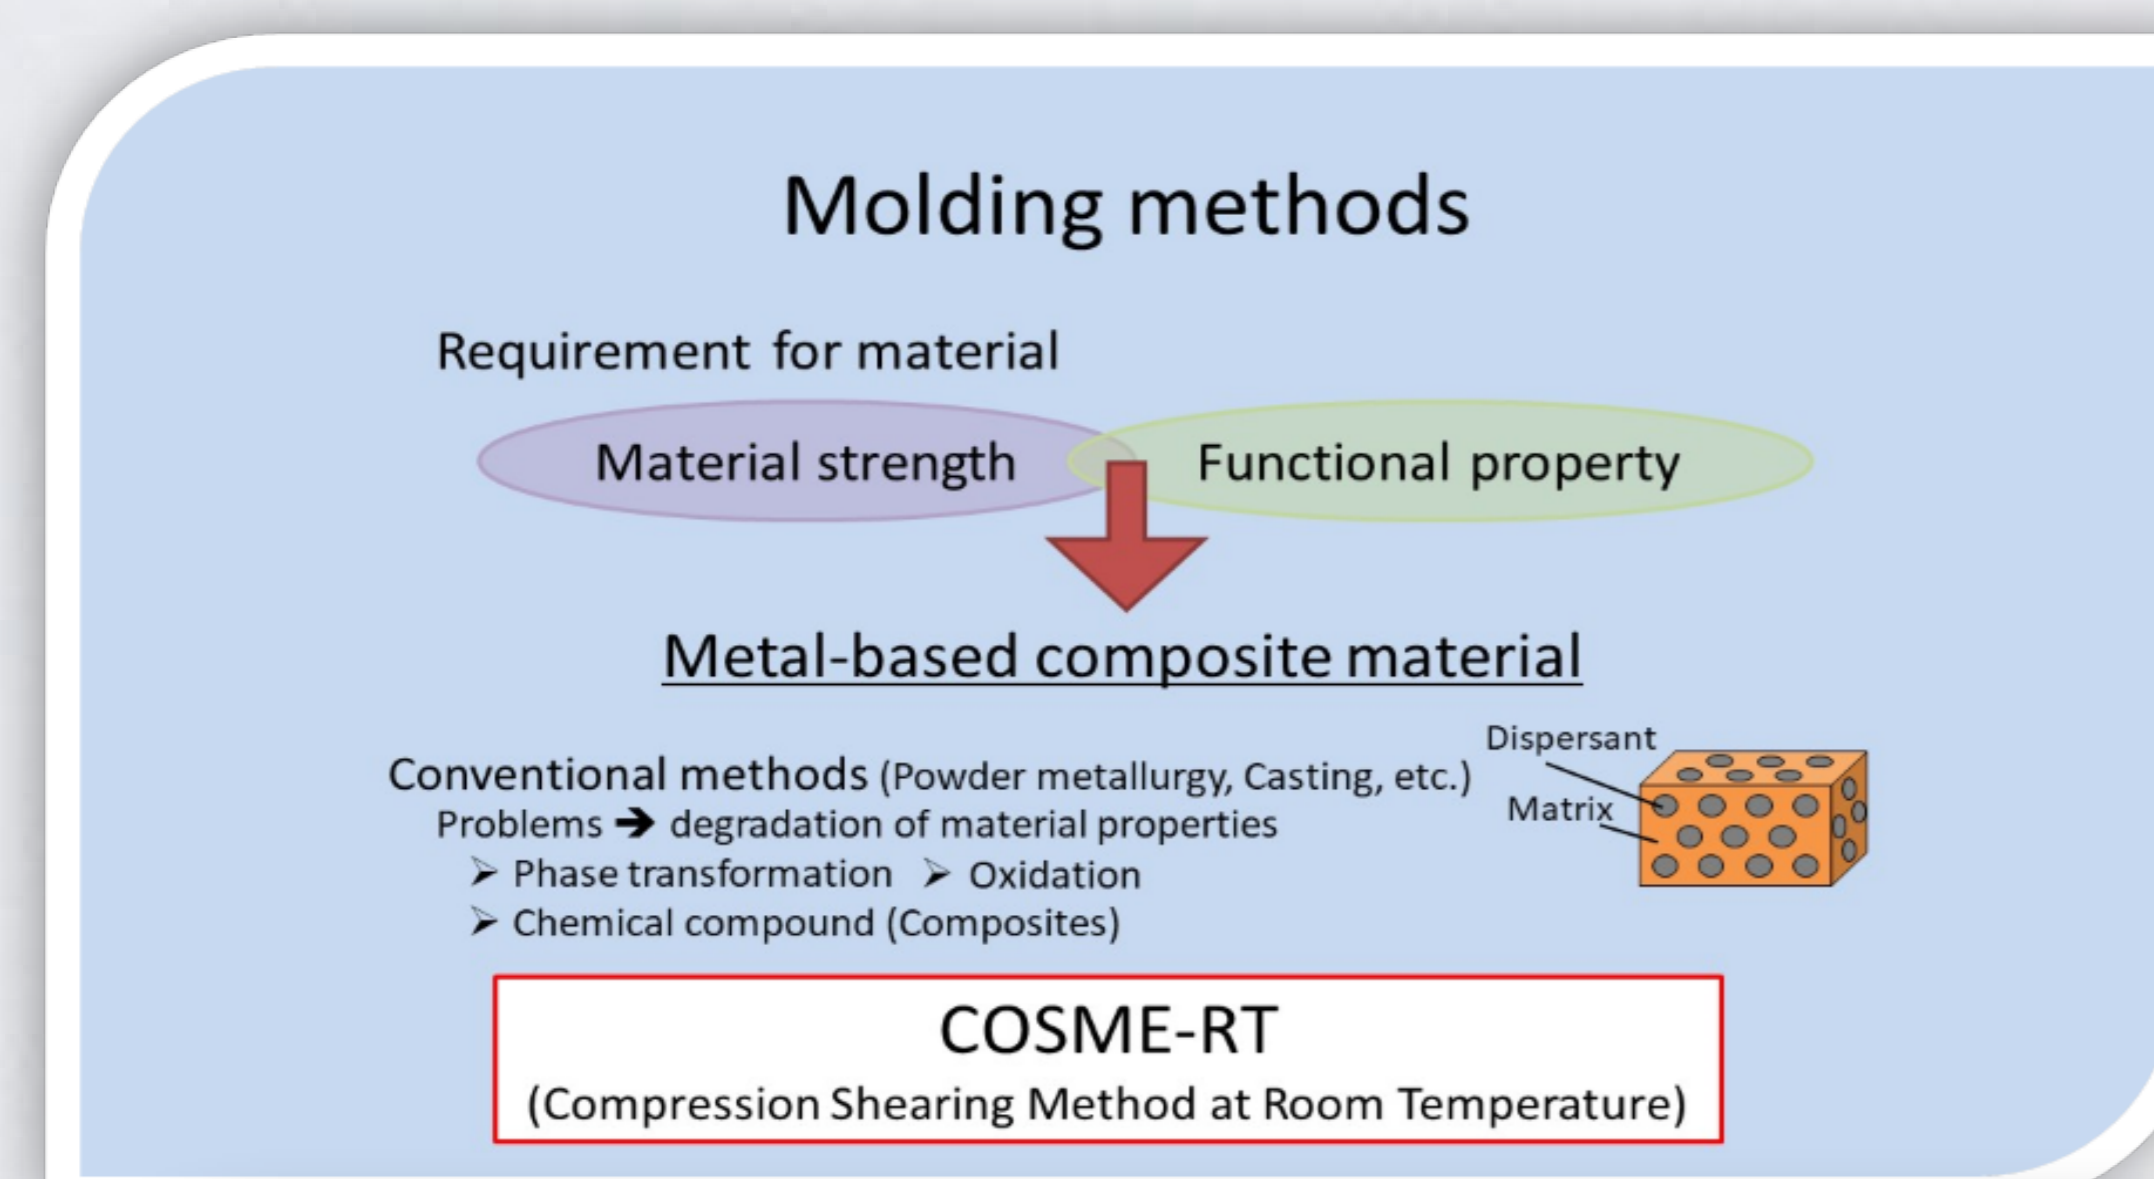 Molding methods
Requirement for material
Material strength
Functional property
Metal-based composite material
Conventional methods (Powder metallurgy, Casting, etc.)
Problems ➔ degradation of material properties
➢ Phase transformation ➢ Oxidation
➢ Chemical compound (Composites)
Dispersant
Matrix
COSME-RT
(Compression Shearing Method at Room Temperature)